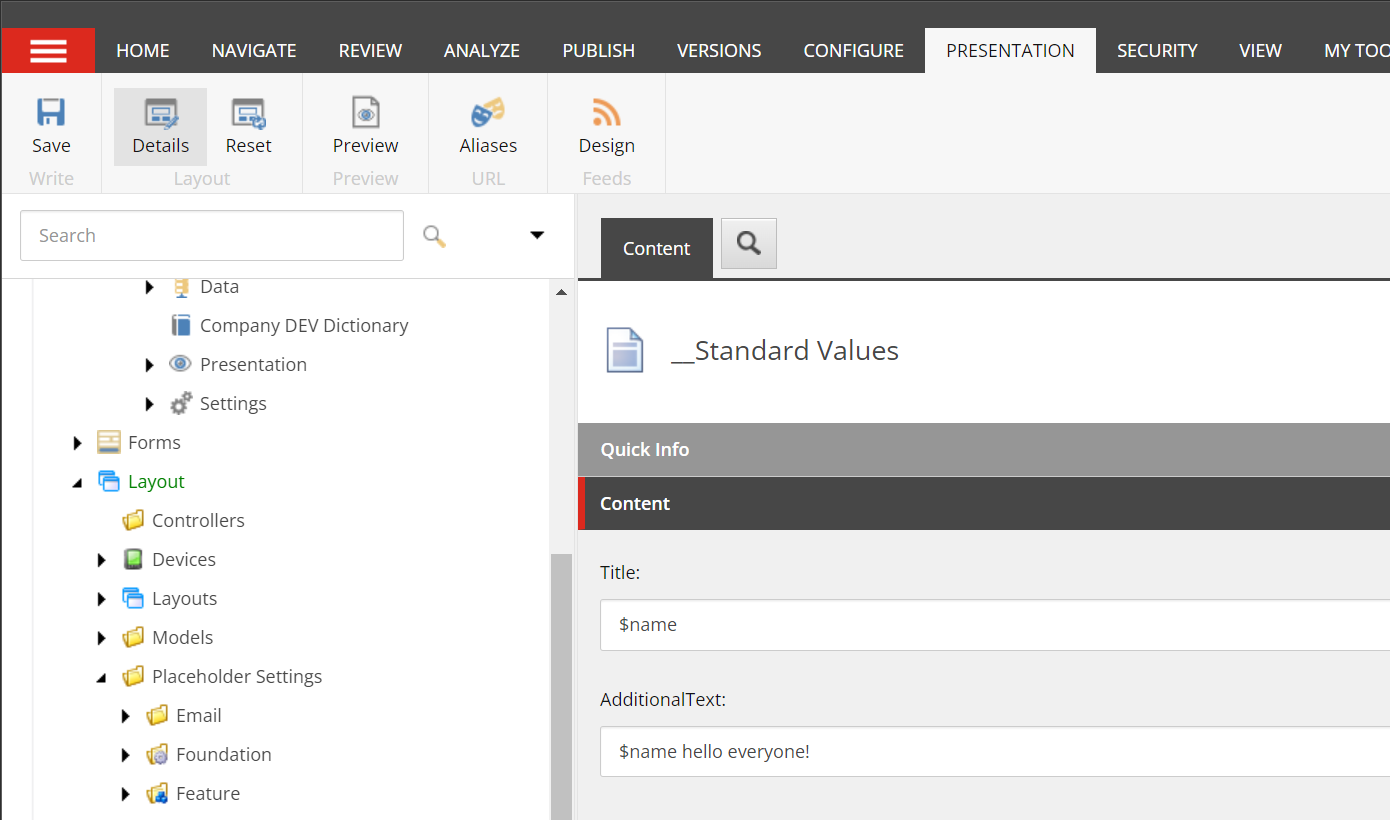 HOME NAVIGATE REVIEW ANALYZE PUBLISH VERSIONS CONFIGURE PRESENTATION SECURITY VIEW MY TOO
Save Details Reset Preview Aliases Design
Write Layout Preview URL Feeds
Search
Content
Data
Company DEV Dictionary
Presentation
Settings
Forms
Layout
Controllers
Devices
Layouts
Models
Placeholder Settings
Email
Foundation
Feature
__Standard Values
Quick Info
Content
Title:
$name
AdditionalText:
$name hello everyone!